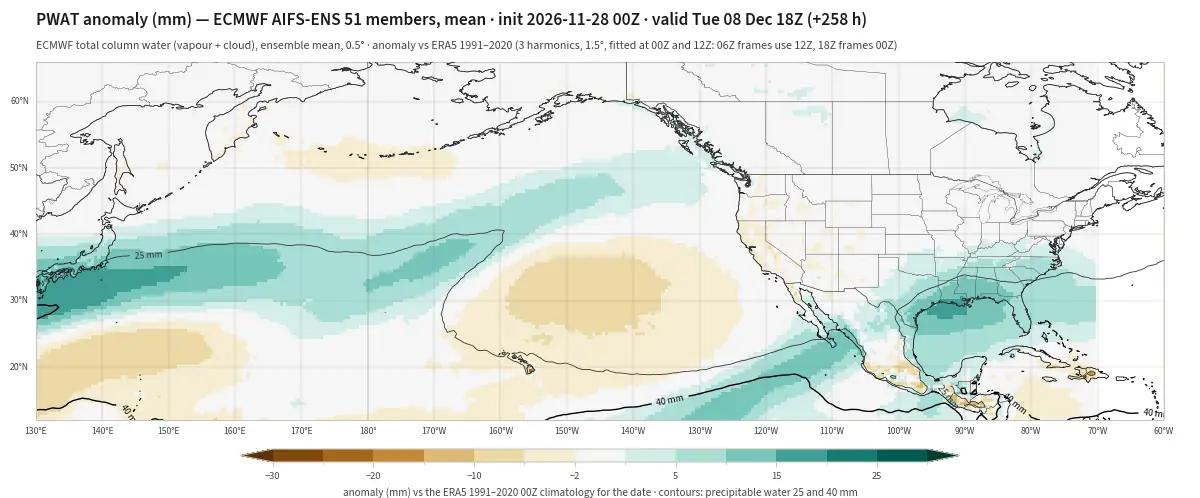 PWAT anomaly (mm) — ECMWF AIFS-ENS 51 members, mean · init 2026-11-28 00Z · valid Tue 08 Dec 18Z (+258 h)
ECMWF total column water (vapour + cloud), ensemble mean, 0.5° · anomaly vs ERA5 1991–2020 (3 harmonics, 1.5°, fitted at 00Z and 12Z: 06Z frames use 12Z, 18Z frames 00Z)
60°N
50°N
40°N
30°N
20°N
25 mm
40 mm
40 mm
40 mm
130°E 140°E 150°E 160°E 170°E 180° 170°W 160°W 150°W 140°W 130°W 120°W 110°W 100°W 90°W 80°W 70°W 60°W
−30 −20 −10 −2 5 15 25
anomaly (mm) vs the ERA5 1991–2020 00Z climatology for the date · contours: precipitable water 25 and 40 mm